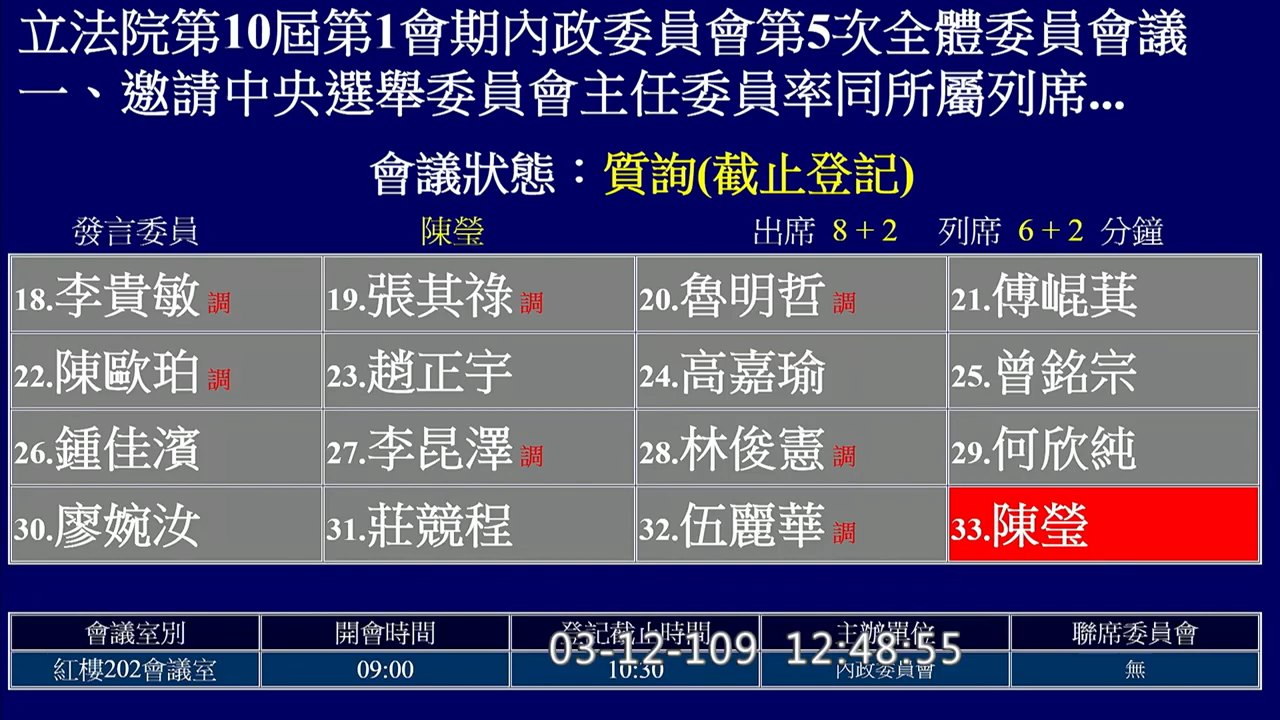 立法院第10屆第1會期內政委員會第5次全體委員會議
一、邀請中央選舉委員會主任委員率同所屬列席...
會議狀態：質詢(截止登記)
發言委員 陳瑩 出席 8 + 2 列席 6 + 2 分鐘
18.李貴敏 調 19.張其祿 調 20.魯明哲 調 21.傅崐萁
22.陳歐珀 調 23.趙正宇 24.高嘉瑜 25.曾銘宗
26.鍾佳濱 27.李昆澤 調 28.林俊憲 調 29.何欣純
30.廖婉汝 31.莊競程 32.伍麗華 調 33.陳瑩
會議室別 開會時間 登記截止時間 主辦單位 聯席委員會
03-12-109 12:48:55
紅樓202會議室 09:00 10:30 內政委員會 無